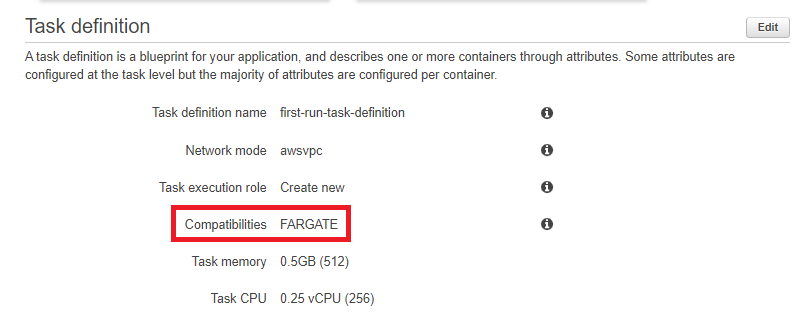 Task definition
Edit
A task definition is a blueprint for your application, and describes one or more containers through attributes. Some attributes are
configured at the task level but the majority of attributes are configured per container.
Task definition name first-run-task-definition
Network mode awsvpc
Task execution role Create new
Compatibilities FARGATE
Task memory 0.5GB (512)
Task CPU 0.25 vCPU (256)